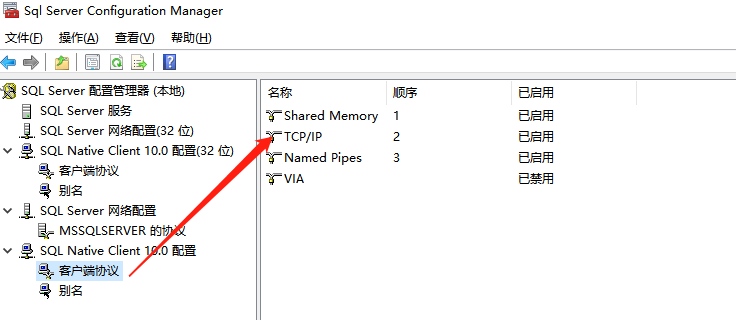 Sql Server Configuration Manager
文件(F) 操作(A) 查看(V) 帮助(H)
SQL Server 配置管理器 (本地)
SQL Server 服务
SQL Server 网络配置(32 位)
SQL Native Client 10.0 配置(32 位)
客户端协议
别名
SQL Server 网络配置
MSSQLSERVER 的协议
SQL Native Client 10.0 配置
客户端协议
别名
名称 顺序 已启用
Shared Memory 1 已启用
TCP/IP 2 已启用
Named Pipes 3 已启用
VIA 已禁用